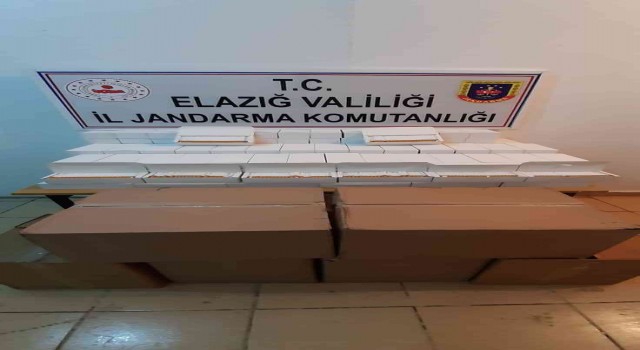 T.C.
ELAZIĞ VALİLİĞİ
İL JANDARMA KOMUTANLIĞI